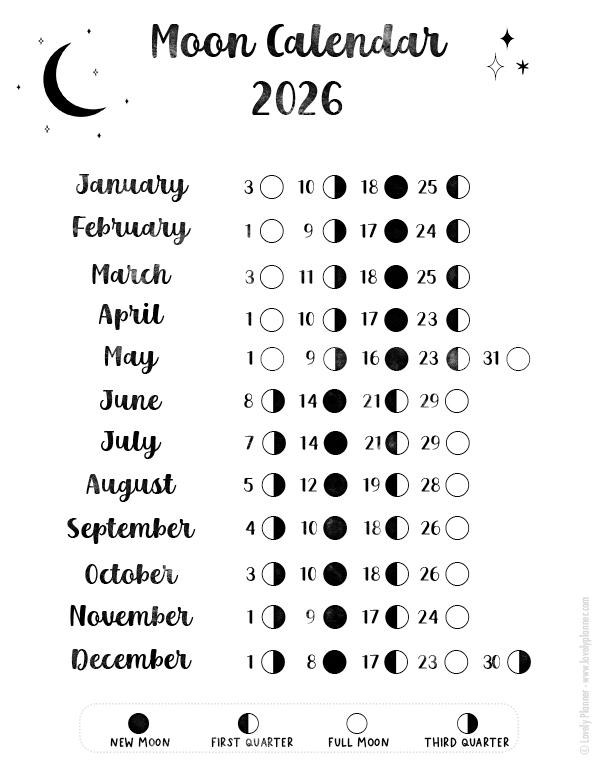 Moon Calendar
2026
January 3 10 18 25
February 1 9 17 24
March 3 11 18 25
April 1 10 17 23
May 1 9 16 23 31
June 8 14 21 29
July 7 14 21 29
August 5 12 19 28
September 4 10 18 26
October 3 10 18 26
November 1 9 17 24
December 1 8 17 23 30
NEW MOON FIRST QUARTER FULL MOON THIRD QUARTER
© Lovely Planner - www.lovelyplanner.com